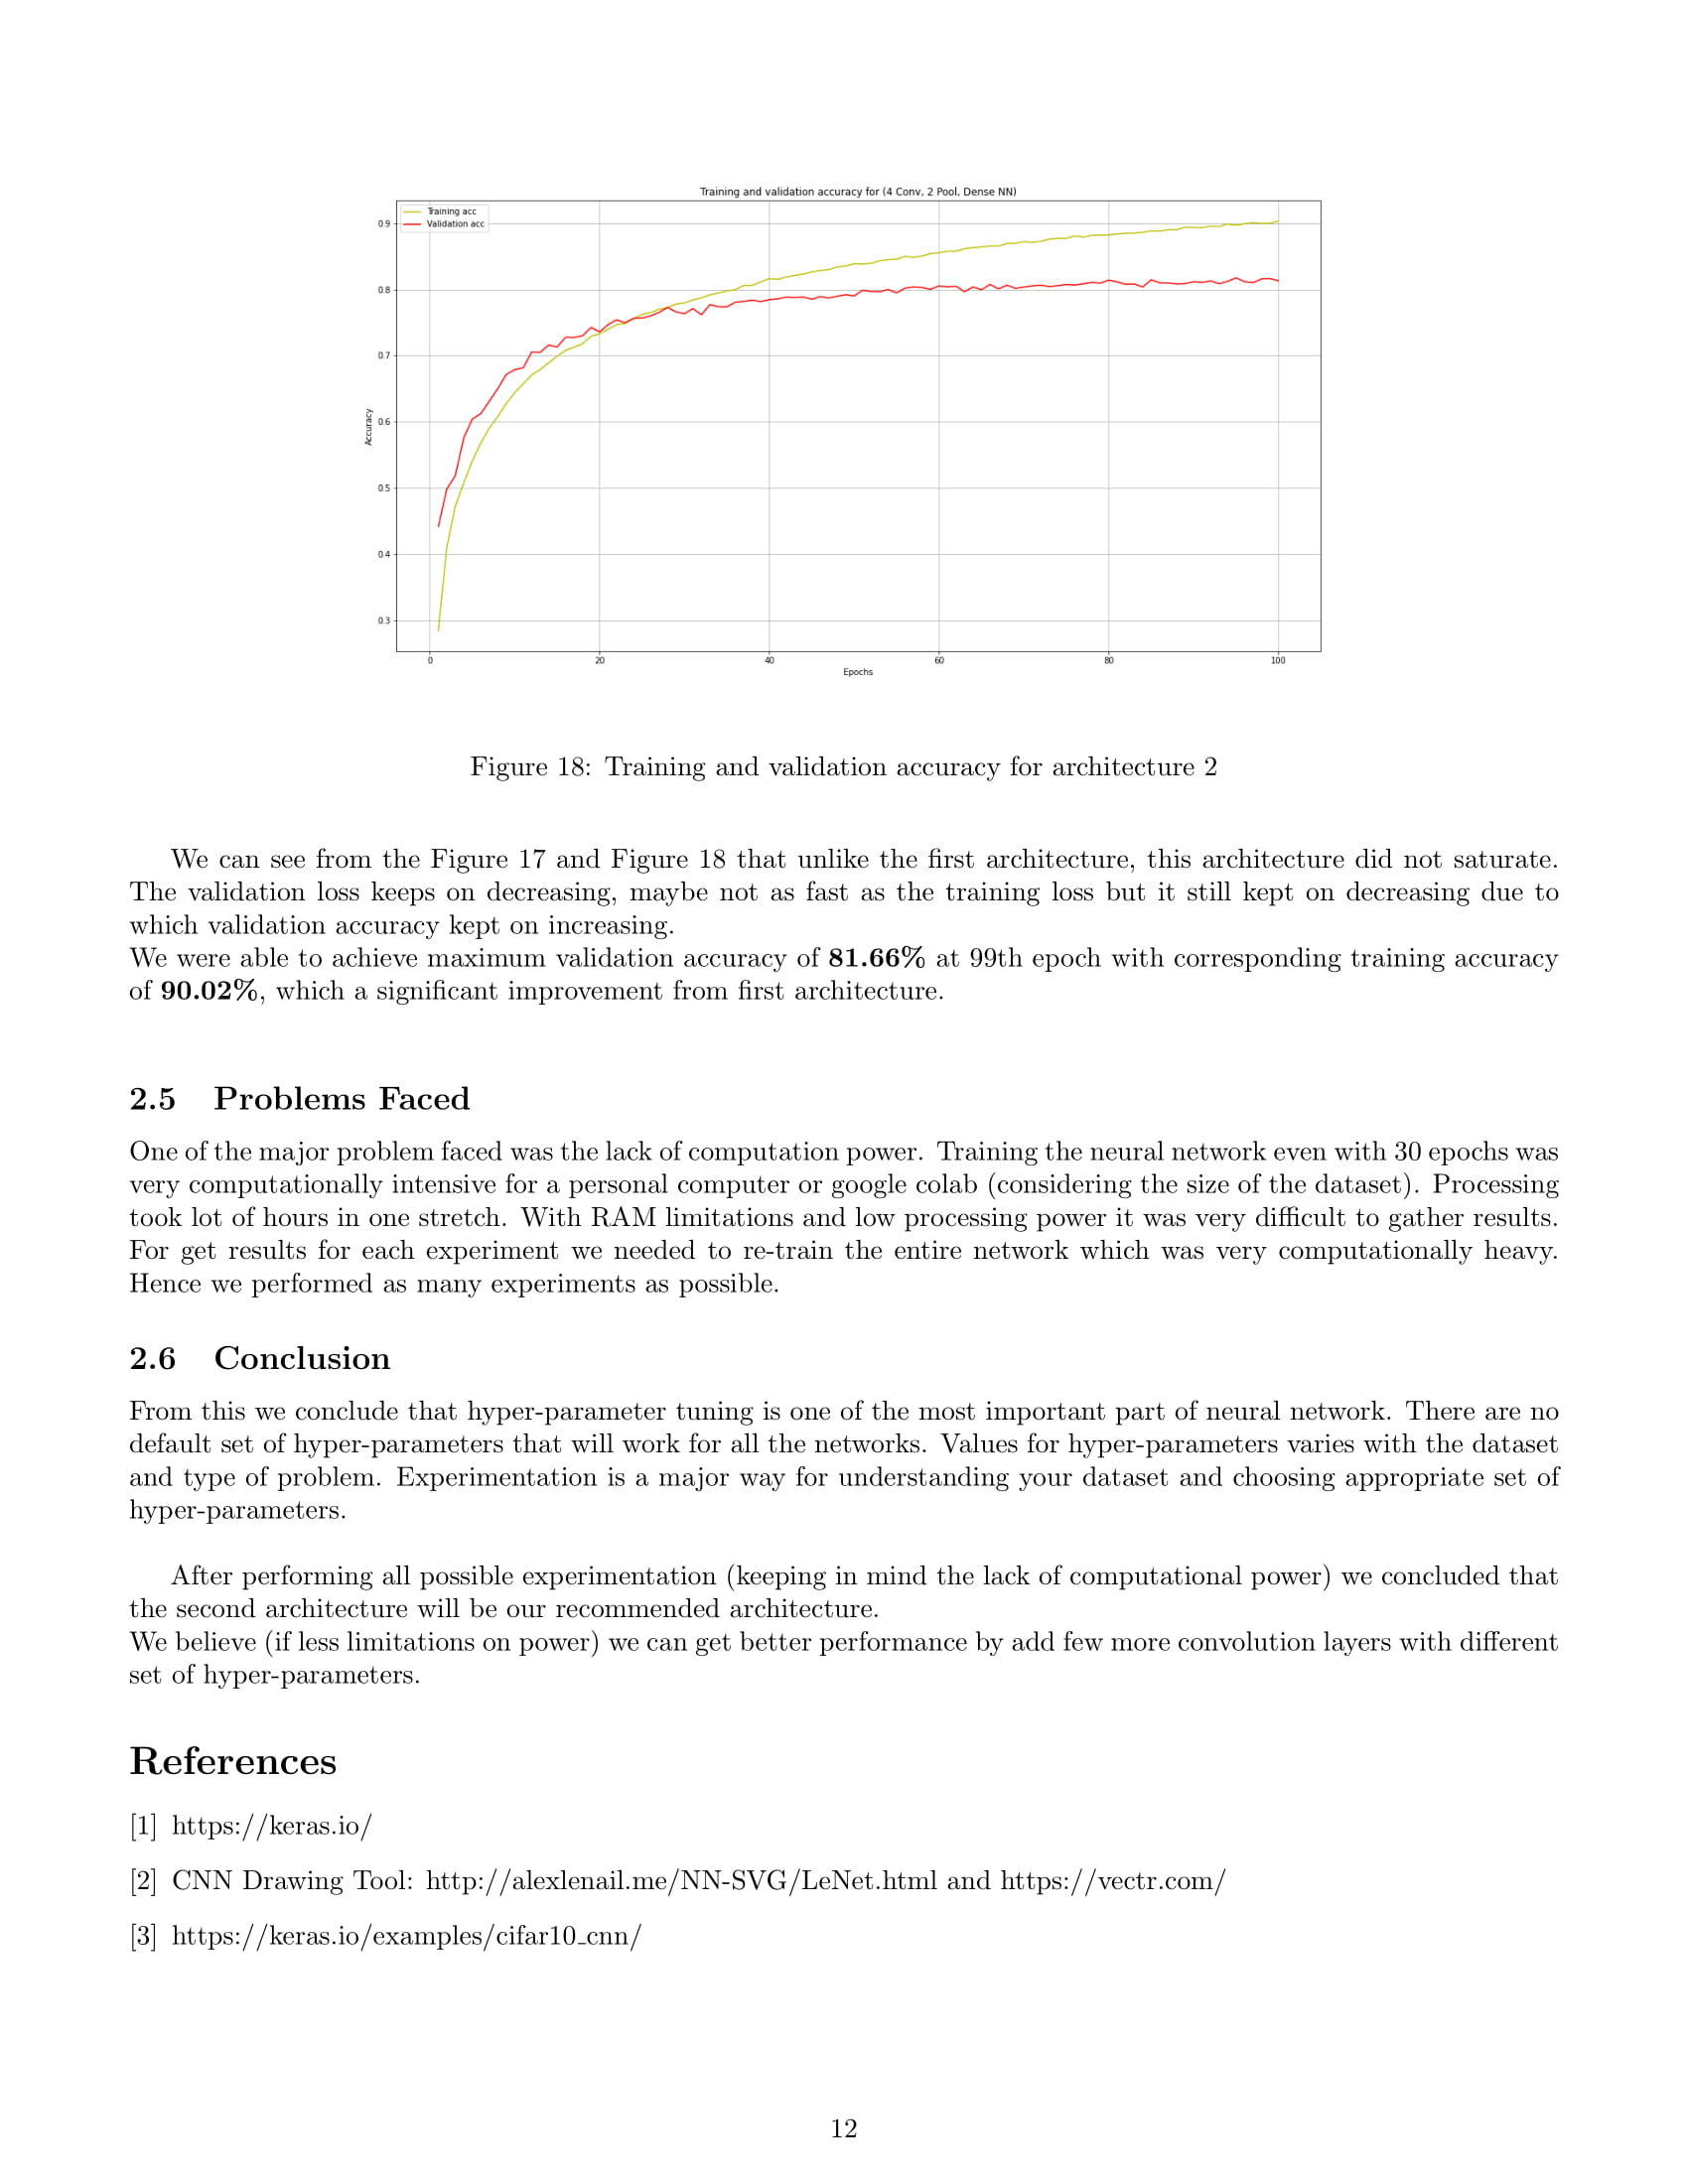 Training and validation accuracy for (4 Conv, 2 Pool, Dense NN)
Training acc
Validation acc
0.9
0.8
0.7
0.6
0.5
0.4
0.3
Accuracy
0 20 40 60 80 100
Epochs
Figure 18: Training and validation accuracy for architecture 2
We can see from the Figure 17 and Figure 18 that unlike the first architecture, this architecture did not saturate.
The validation loss keeps on decreasing, maybe not as fast as the training loss but it still kept on decreasing due to
which validation accuracy kept on increasing.
We were able to achieve maximum validation accuracy of 81.66% at 99th epoch with corresponding training accuracy
of 90.02%, which a significant improvement from first architecture.
2.5 Problems Faced
One of the major problem faced was the lack of computation power. Training the neural network even with 30 epochs was
very computationally intensive for a personal computer or google colab (considering the size of the dataset). Processing
took lot of hours in one stretch. With RAM limitations and low processing power it was very difficult to gather results.
For get results for each experiment we needed to re-train the entire network which was very computationally heavy.
Hence we performed as many experiments as possible.
2.6 Conclusion
From this we conclude that hyper-parameter tuning is one of the most important part of neural network. There are no
default set of hyper-parameters that will work for all the networks. Values for hyper-parameters varies with the dataset
and type of problem. Experimentation is a major way for understanding your dataset and choosing appropriate set of
hyper-parameters.
After performing all possible experimentation (keeping in mind the lack of computational power) we concluded that
the second architecture will be our recommended architecture.
We believe (if less limitations on power) we can get better performance by add few more convolution layers with different
set of hyper-parameters.
References
[1] https://keras.io/
[2] CNN Drawing Tool: http://alexlenail.me/NN-SVG/LeNet.html and https://vectr.com/
[3] https://keras.io/examples/cifar10_cnn/
12